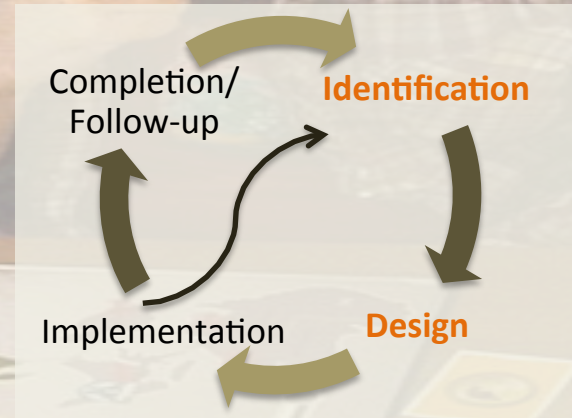 Completion/
Follow-up
Identification
Implementation
Design